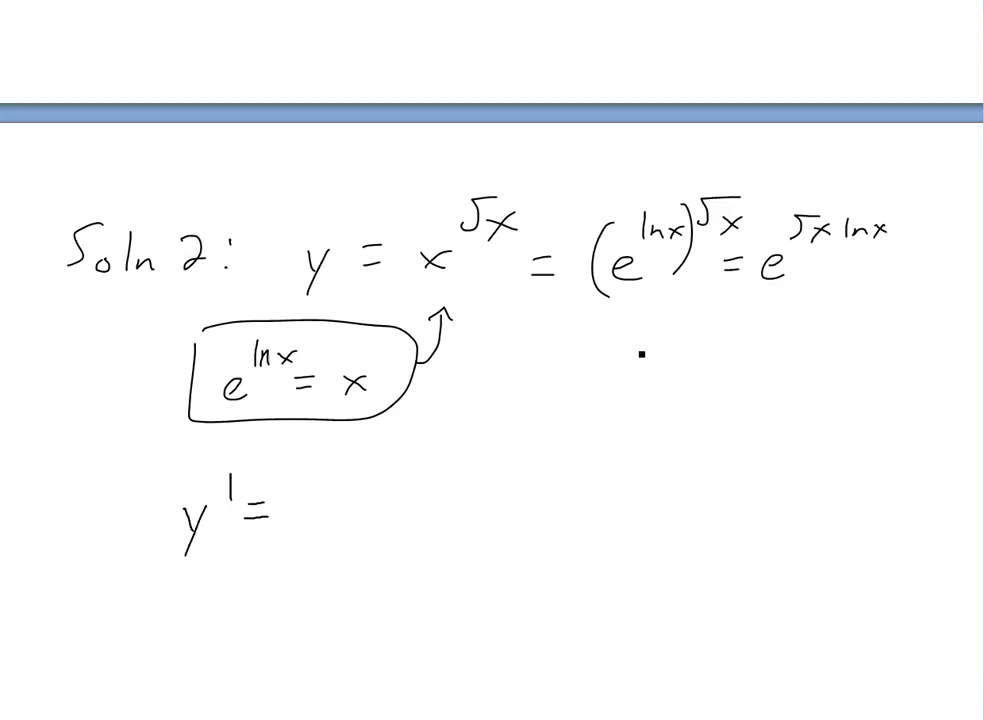 Soln 2: y = x^√x = (e^ln x)^√x = e^√x ln x
e^ln x = x
y' =